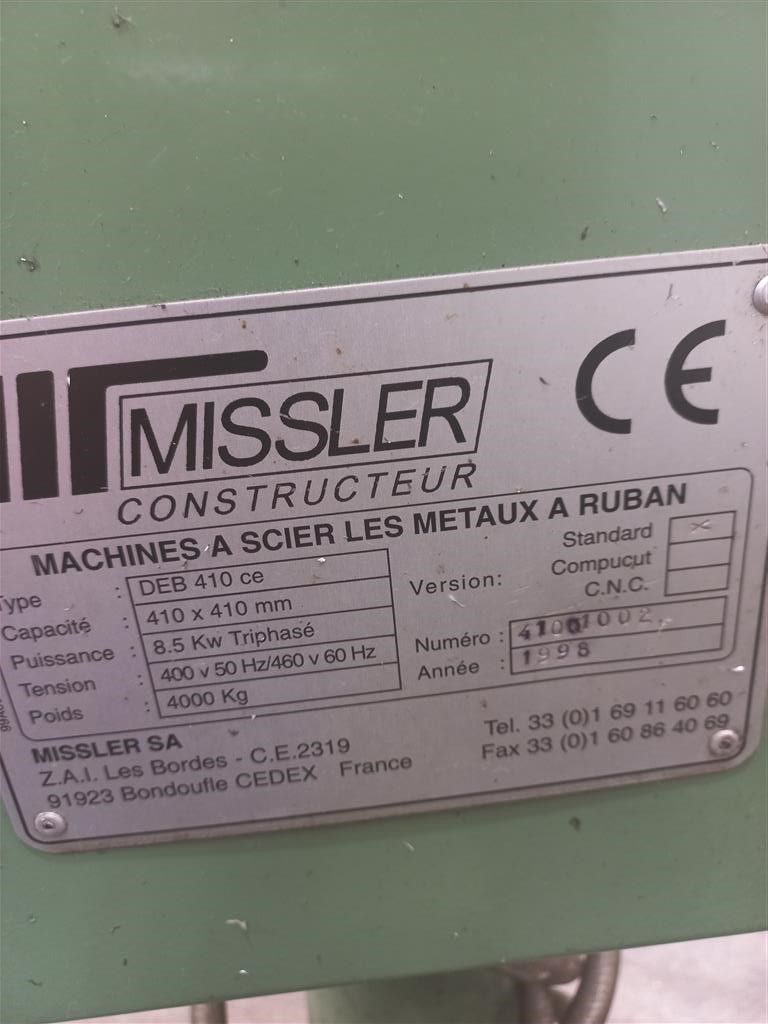 MISSLER
CONSTRUCTEUR
CE
MACHINES A SCIER LES METAUX A RUBAN
Type : DEB 410 ce
Capacité : 410 x 410 mm
Puissance : 8.5 Kw Triphasé
Tension : 400 v 50 Hz/460 v 60 Hz
Poids : 4000 Kg
Version: Standard x
Compucut
C.N.C.
Numéro : 41001002
Année : 1998
MISSLER SA
Z.A.I. Les Bordes - C.E.2319
91923 Bondoufle CEDEX France
Tel. 33 (0)1 69 11 60 60
Fax 33 (0)1 60 86 40 69